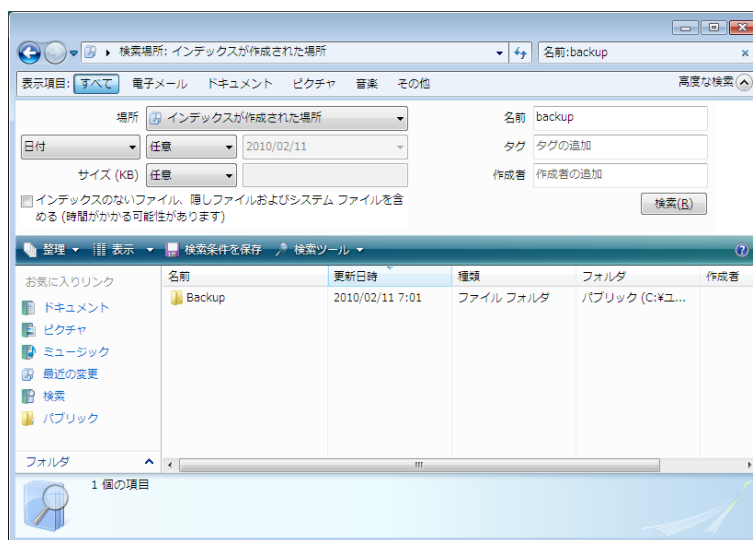 検索場所: インデックスが作成された場所
名前:backup
表示項目: すべて 電子メール ドキュメント ピクチャ 音楽 その他 高度な検索
場所 インデックスが作成された場所 名前 backup
日付 任意 2010/02/11 タグ タグの追加
サイズ (KB) 任意 作成者 作成者の追加
インデックスのないファイル、隠しファイルおよびシステム ファイルを含
める (時間がかかる可能性があります)
検索(R)
整理 表示 検索条件を保存 検索ツール
お気に入りリンク
ドキュメント
ピクチャ
ミュージック
最近の変更
検索
パブリック
フォルダ
名前 更新日時 種類 フォルダ 作成者
Backup 2010/02/11 7:01 ファイル フォルダ パブリック (C:¥ユ...
1 個の項目